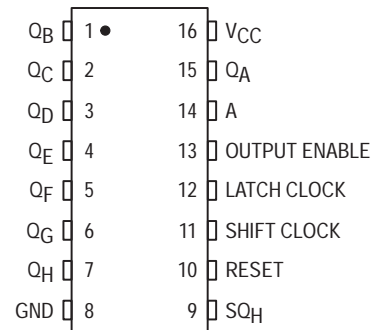 QB 1 16 VCC
QC 2 15 QA
QD 3 14 A
QE 4 13 OUTPUT ENABLE
QF 5 12 LATCH CLOCK
QG 6 11 SHIFT CLOCK
QH 7 10 RESET
GND 8 9 SQH